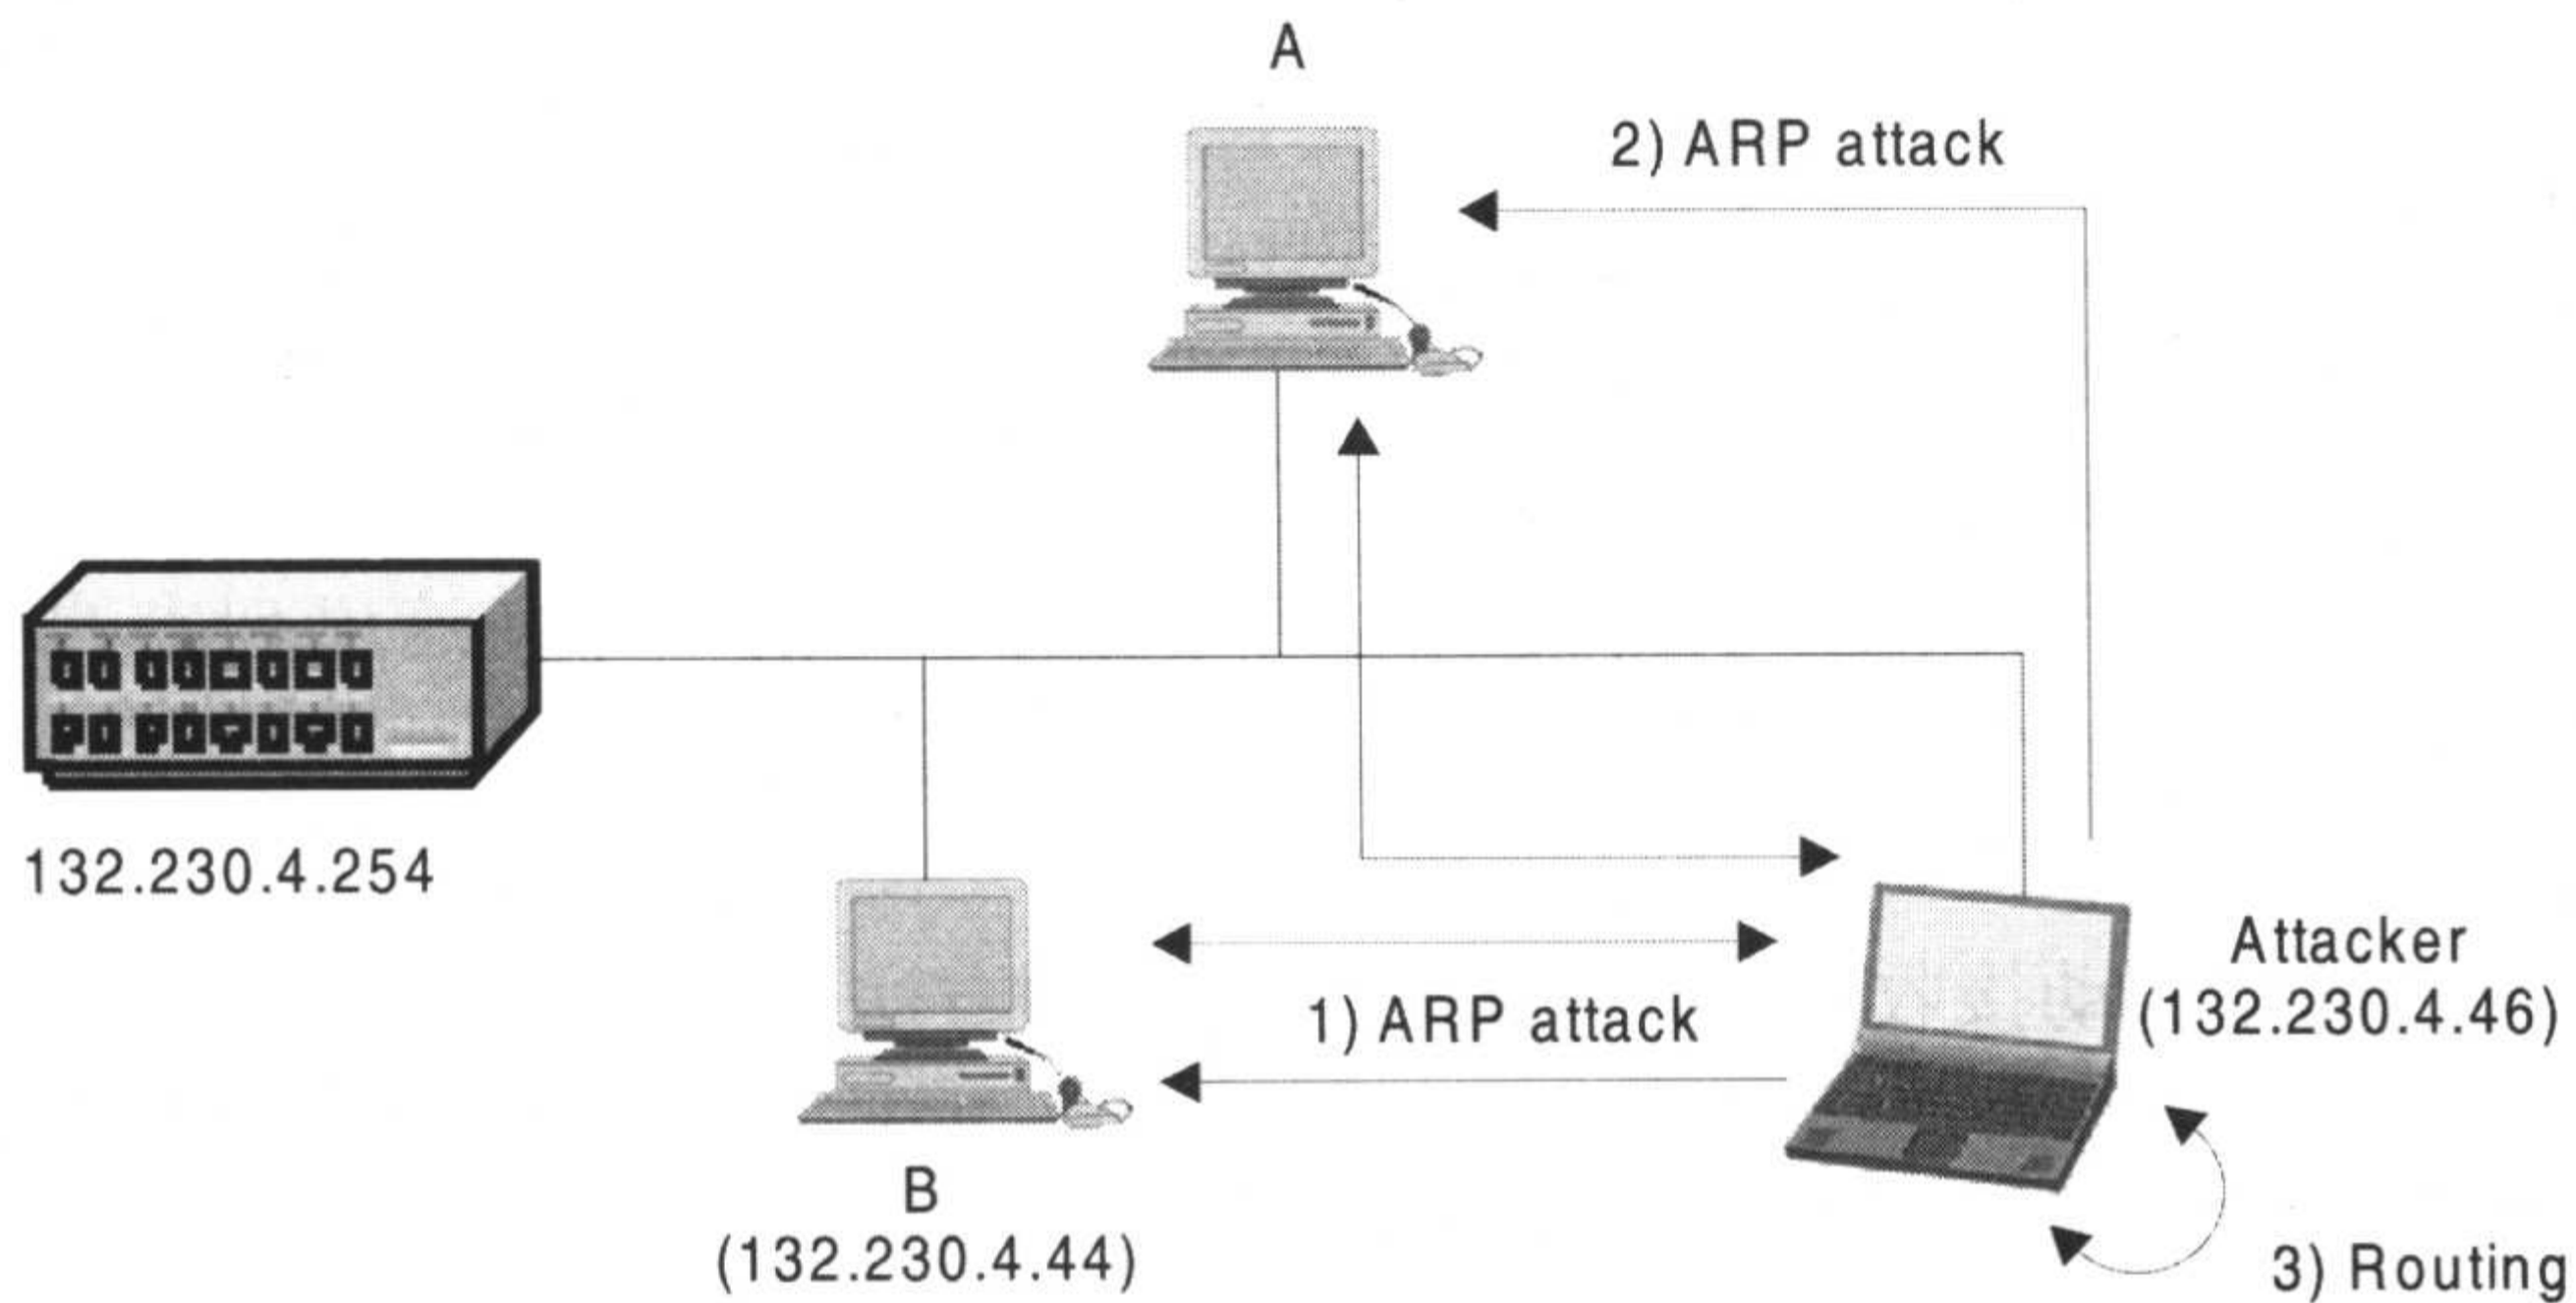 A
2) ARP attack
132.230.4.254
Attacker
(132.230.4.46)
1) ARP attack
B
(132.230.4.44)
3) Routing